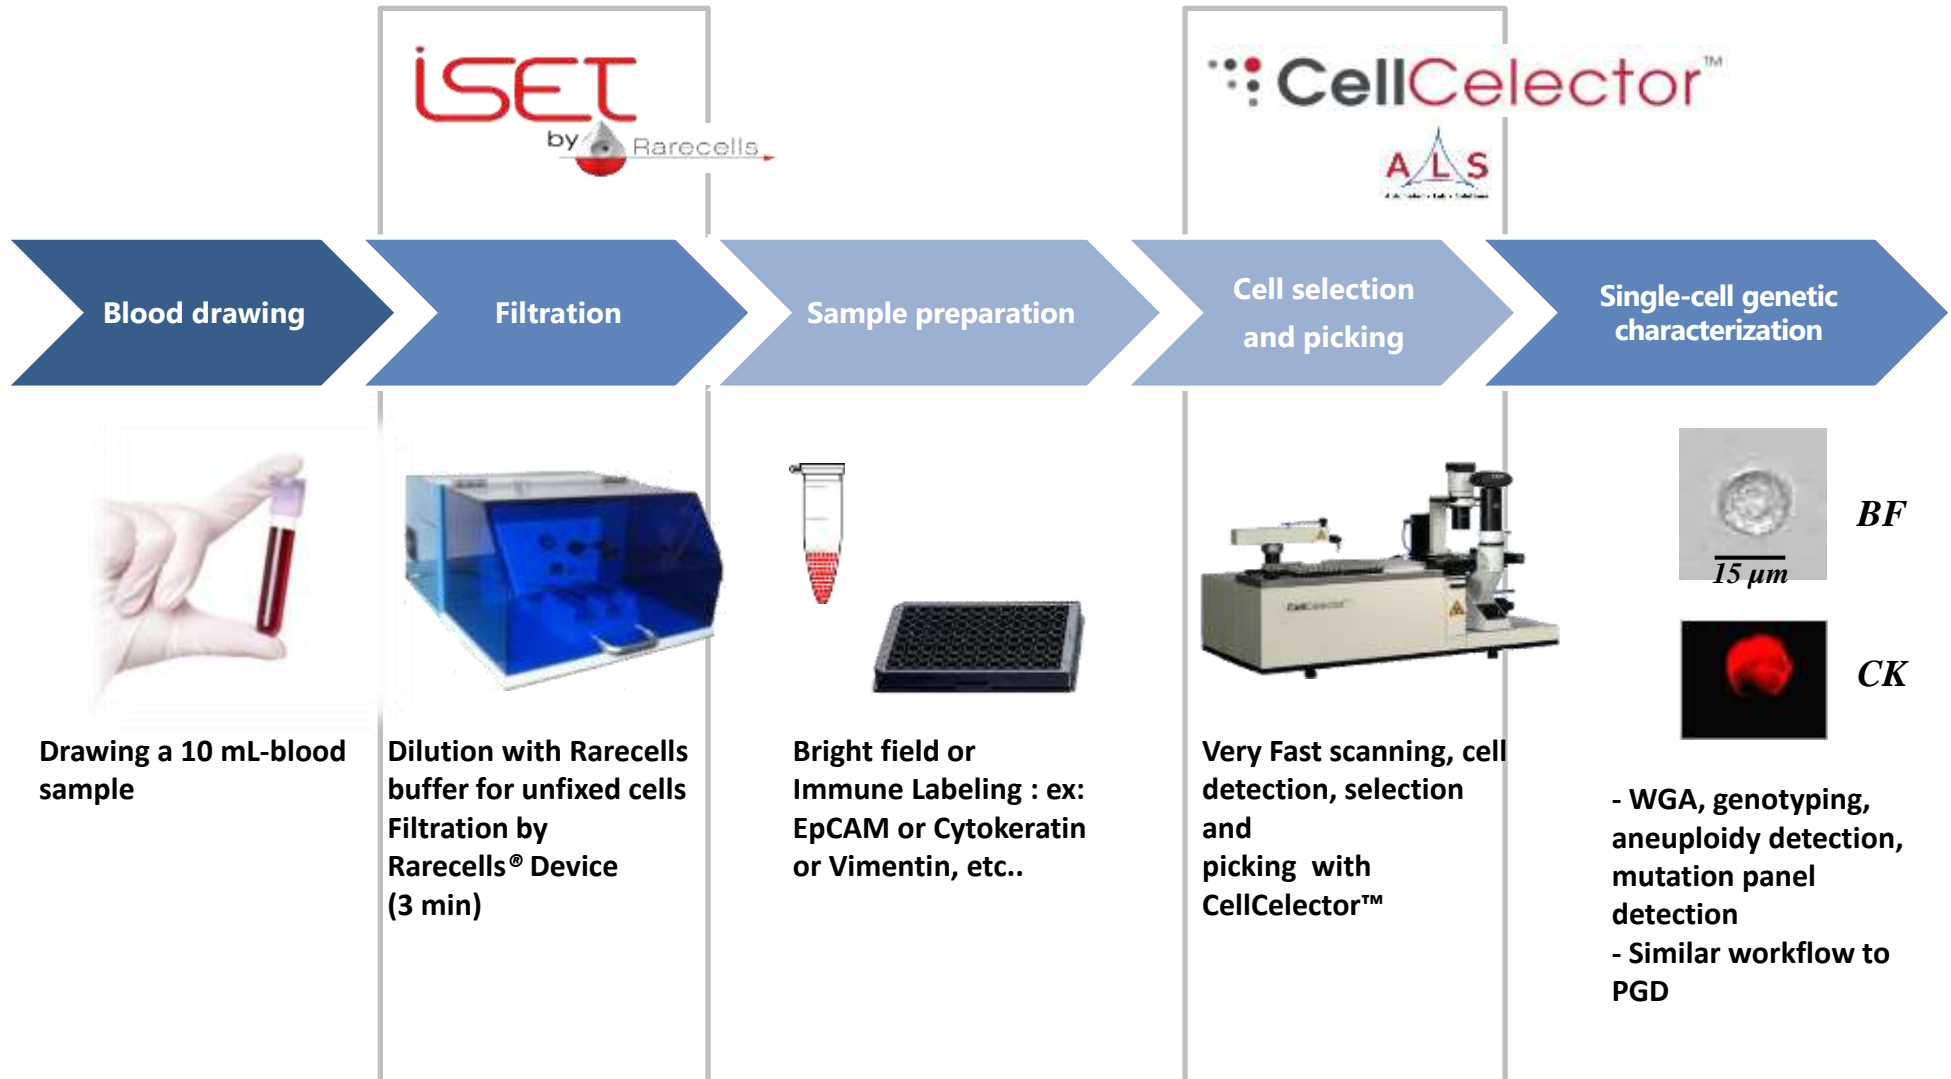 iSET
by Rarecells
CellCelector™
ALS
Blood drawing
Filtration
Sample preparation
Cell selection
and picking
Single-cell genetic
characterization
CellCelector™
BF
15 µm
CK
Drawing a 10 mL-blood
sample
Dilution with Rarecells
buffer for unfixed cells
Filtration by
Rarecells® Device
(3 min)
Bright field or
Immune Labeling : ex:
EpCAM or Cytokeratin
or Vimentin, etc..
Very Fast scanning, cell
detection, selection
and
picking with
CellCelector™
- WGA, genotyping,
aneuploidy detection,
mutation panel
detection
- Similar workflow to
PGD